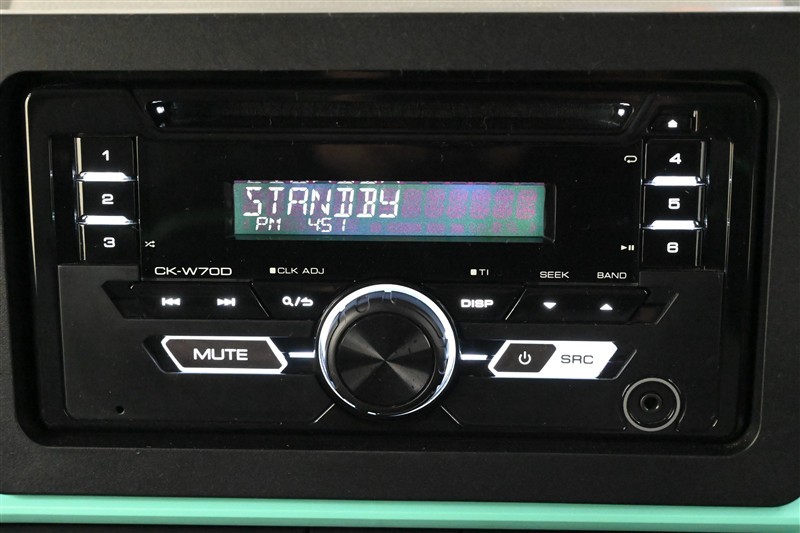 1
2
3
4
5
6
STANDBY
PM 4:51
CK-W70D
CLK ADJ
TI
SEEK
BAND
DISP
MUTE
SRC